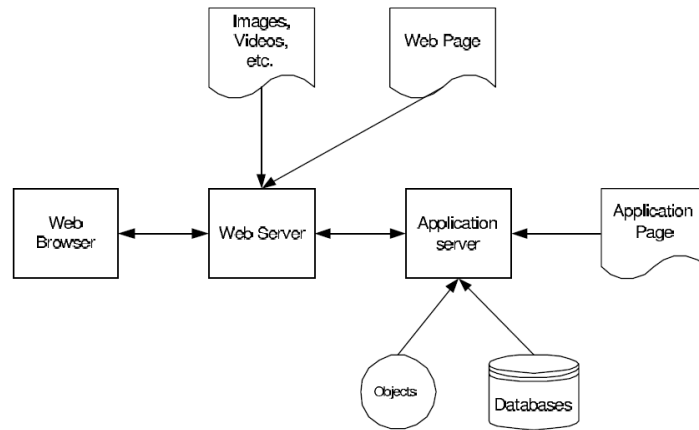 Images,
Videos,
etc.
Web Page
Web
Browser
Web Server
Application
server
Application
Page
Objects
Databases